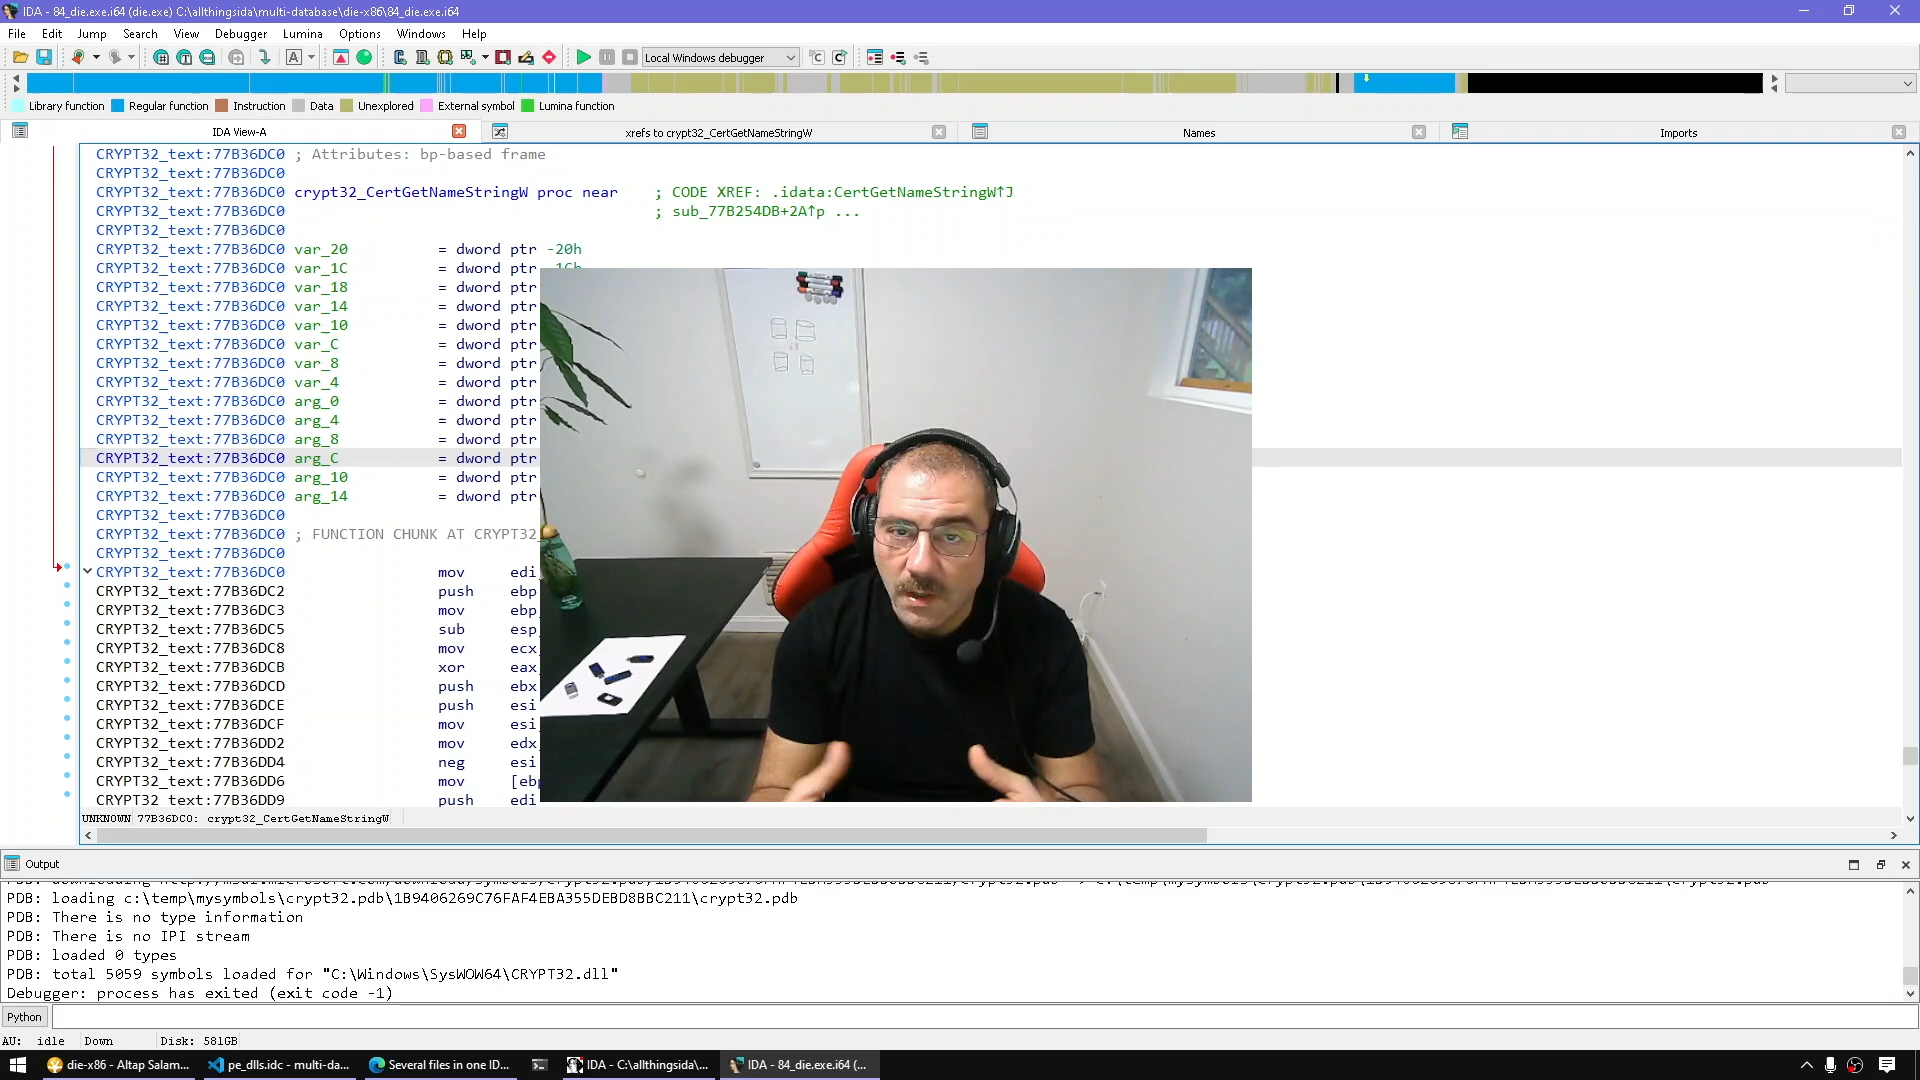 IDA - 84_die.exe.i64 (die.exe) C:\allthingsida\multi-database\die-x86\84_die.exe.i64
File Edit Jump Search View Debugger Lumina Options Windows Help
A Local Windows debugger
Library function Regular function Instruction Data Unexplored External symbol Lumina function
IDA View-A xrefs to crypt32_CertGetNameStringW Names Imports
CRYPT32_text:77B36DC0 ; Attributes: bp-based frame
CRYPT32_text:77B36DC0
CRYPT32_text:77B36DC0 crypt32_CertGetNameStringW proc near ; CODE XREF: .idata:CertGetNameStringW↑J
CRYPT32_text:77B36DC0 ; sub_77B254DB+2A↑p ...
CRYPT32_text:77B36DC0
CRYPT32_text:77B36DC0 var_20 = dword ptr -20h
CRYPT32_text:77B36DC0 var_1C = dword ptr -1Ch
CRYPT32_text:77B36DC0 var_18 = dword ptr
CRYPT32_text:77B36DC0 var_14 = dword ptr
CRYPT32_text:77B36DC0 var_10 = dword ptr
CRYPT32_text:77B36DC0 var_C = dword ptr
CRYPT32_text:77B36DC0 var_8 = dword ptr
CRYPT32_text:77B36DC0 var_4 = dword ptr
CRYPT32_text:77B36DC0 arg_0 = dword ptr
CRYPT32_text:77B36DC0 arg_4 = dword ptr
CRYPT32_text:77B36DC0 arg_8 = dword ptr
CRYPT32_text:77B36DC0 arg_C = dword ptr
CRYPT32_text:77B36DC0 arg_10 = dword ptr
CRYPT32_text:77B36DC0 arg_14 = dword ptr
CRYPT32_text:77B36DC0
CRYPT32_text:77B36DC0 ; FUNCTION CHUNK AT CRYPT32_
CRYPT32_text:77B36DC0
CRYPT32_text:77B36DC0 mov edi
CRYPT32_text:77B36DC2 push ebp
CRYPT32_text:77B36DC3 mov ebp
CRYPT32_text:77B36DC5 sub esp,
CRYPT32_text:77B36DC8 mov ecx,
CRYPT32_text:77B36DCB xor eax,
CRYPT32_text:77B36DCD push ebx
CRYPT32_text:77B36DCE push esi
CRYPT32_text:77B36DCF mov esi
CRYPT32_text:77B36DD2 mov edx,
CRYPT32_text:77B36DD4 neg esi
CRYPT32_text:77B36DD6 mov [ebp
CRYPT32_text:77B36DD9 push edi
UNKNOWN 77B36DC0: crypt32_CertGetNameStringW
Output
PDB: loading c:\temp\mysymbols\crypt32.pdb\1B9406269C76FAF4EBA355DEBD8BBC211\crypt32.pdb
PDB: There is no type information
PDB: There is no IPI stream
PDB: loaded 0 types
PDB: total 5059 symbols loaded for "C:\Windows\SysWOW64\CRYPT32.dll"
Debugger: process has exited (exit code -1)
Python
AU: idle Down Disk: 581GB
die-x86 - Altap Salam... pe_dlls.idc - multi-da... Several files in one ID... IDA - C:\allthingsida\... IDA - 84_die.exe.i64 (...